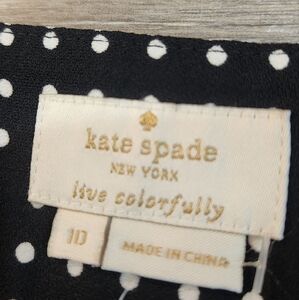 kate spade
NEW YORK
live colorfully
10
MADE IN CHINA